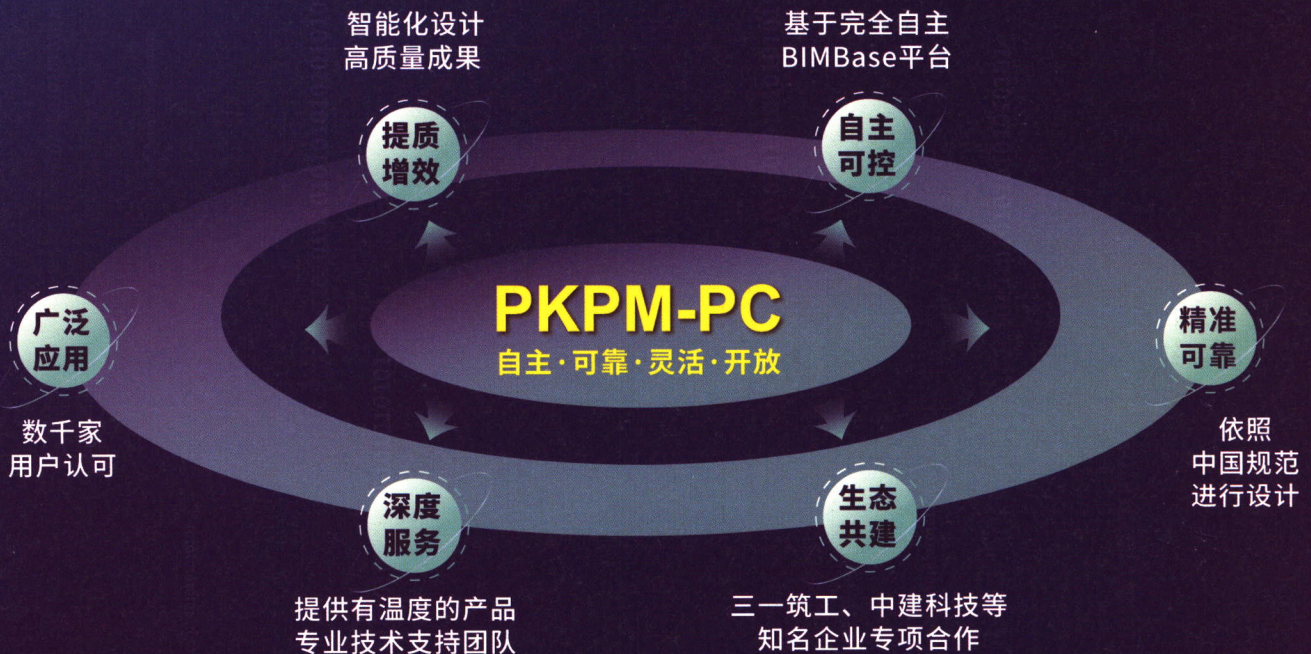 智能化设计
高质量成果
基于完全自主
BIMBase平台
提质
增效
自主
可控
PKPM-PC
自主·可靠·灵活·开放
广泛
应用
数千家
用户认可
精准
可靠
依照
中国规范
进行设计
深度
服务
提供有温度的产品
专业技术支持团队
生态
共建
三一筑工、中建科技等
知名企业专项合作